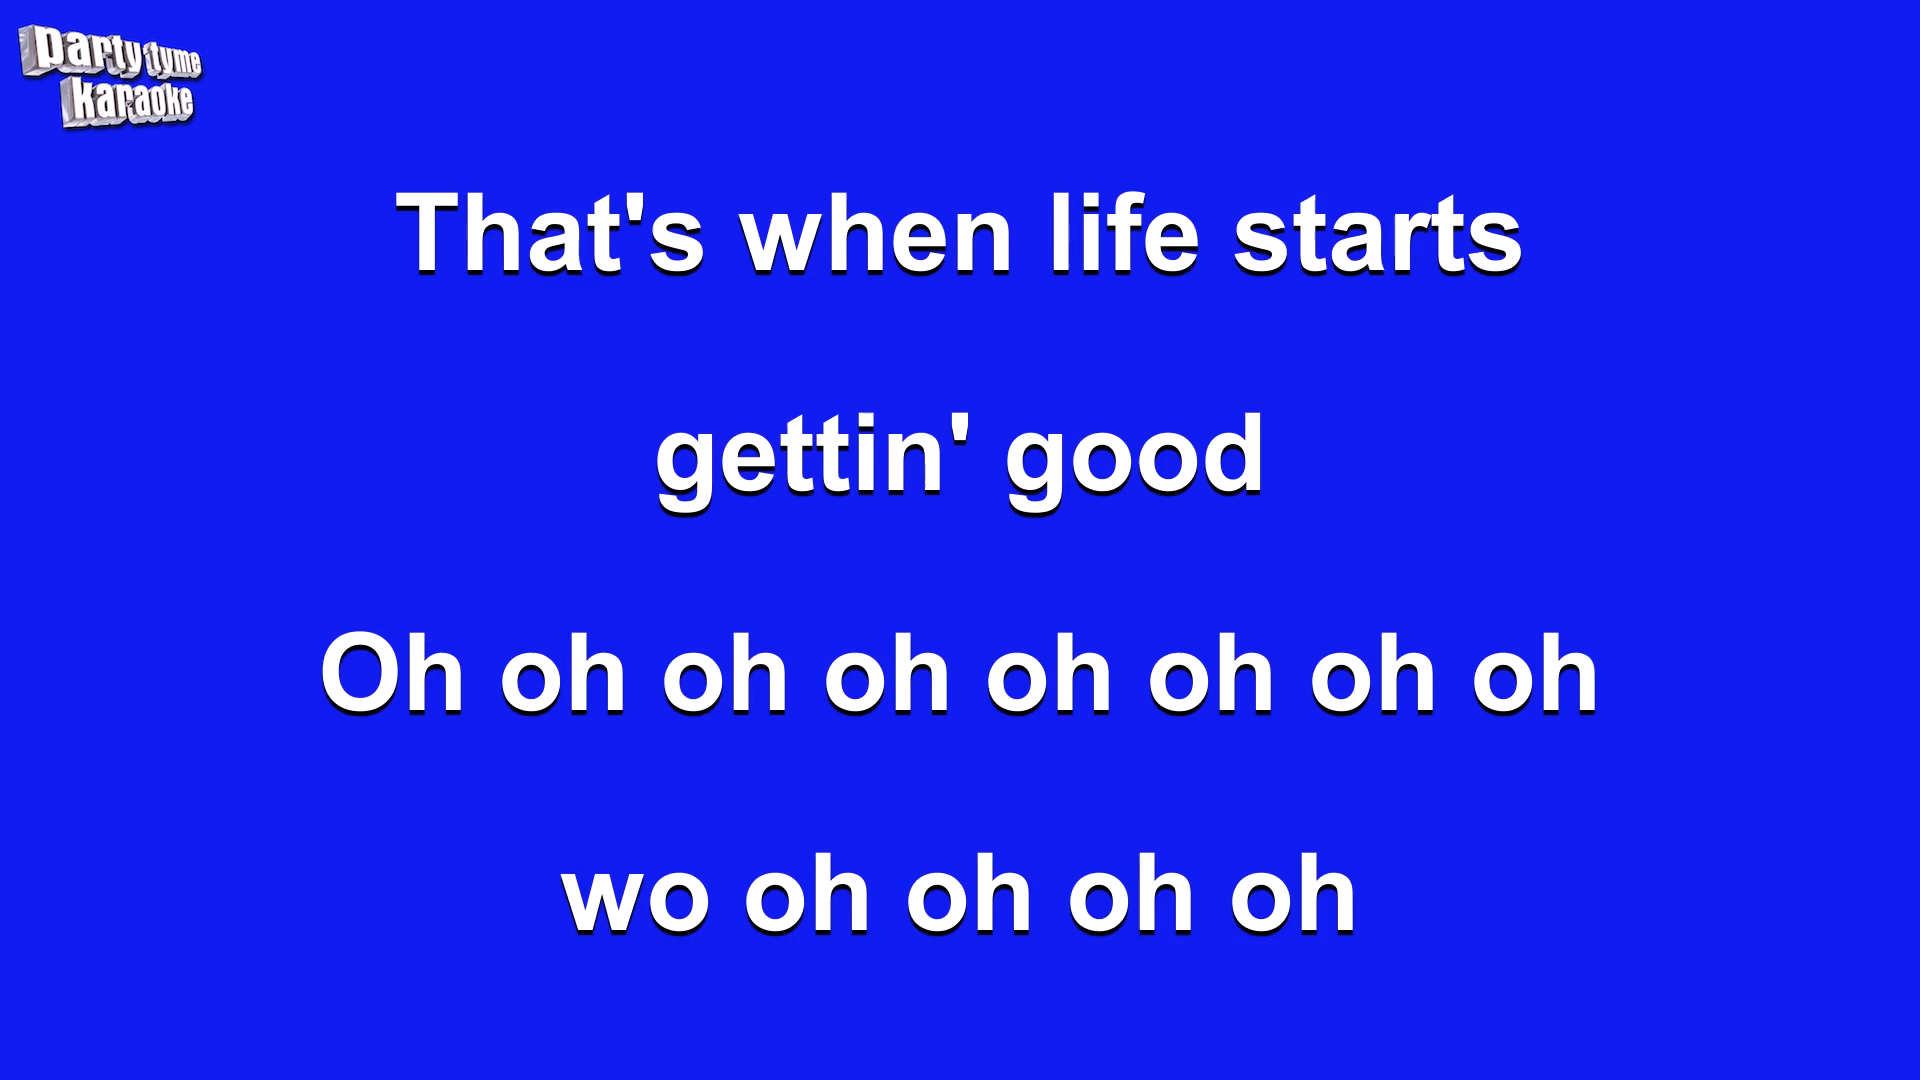 party tyme
karaoke
That's when life starts
gettin' good
Oh oh oh oh oh oh oh oh
wo oh oh oh oh